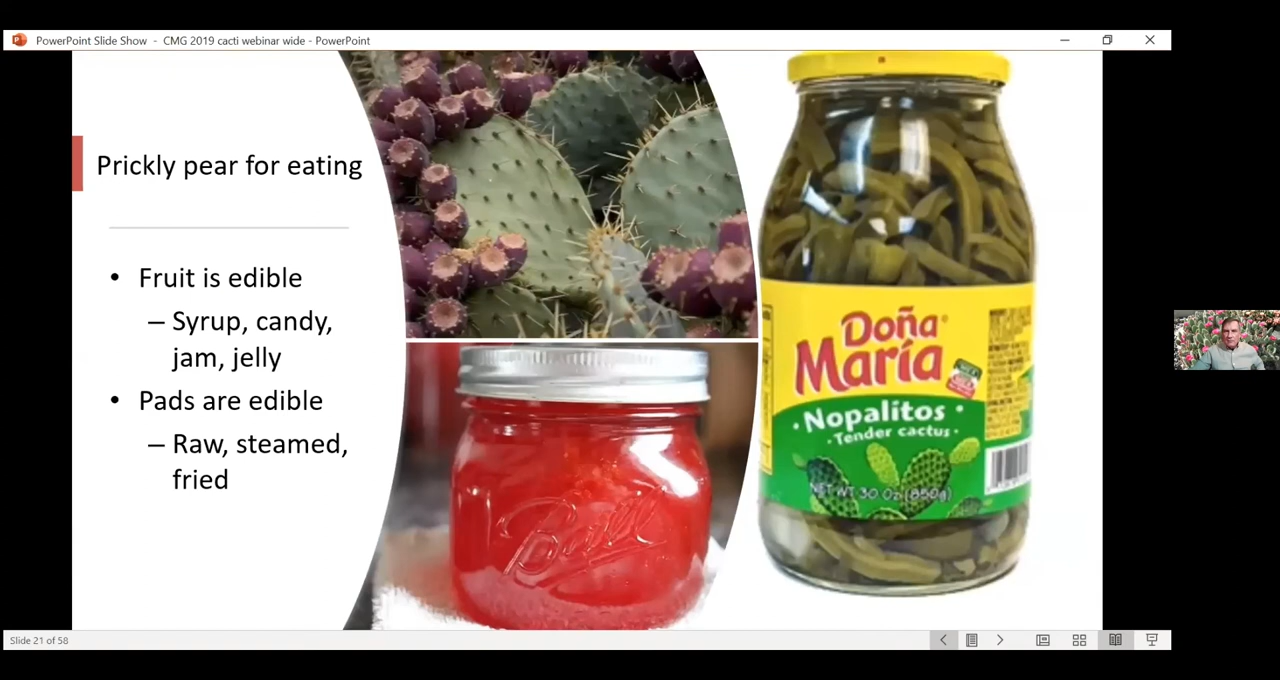 PowerPoint Slide Show - CMG 2019 cacti webinar wide - PowerPoint
Prickly pear for eating
• Fruit is edible
– Syrup, candy,
jam, jelly
• Pads are edible
– Raw, steamed,
fried
Ball
Doña
María
Nopalitos
Tender cactus
NET WT 30 Oz (850g)
Slide 21 of 58